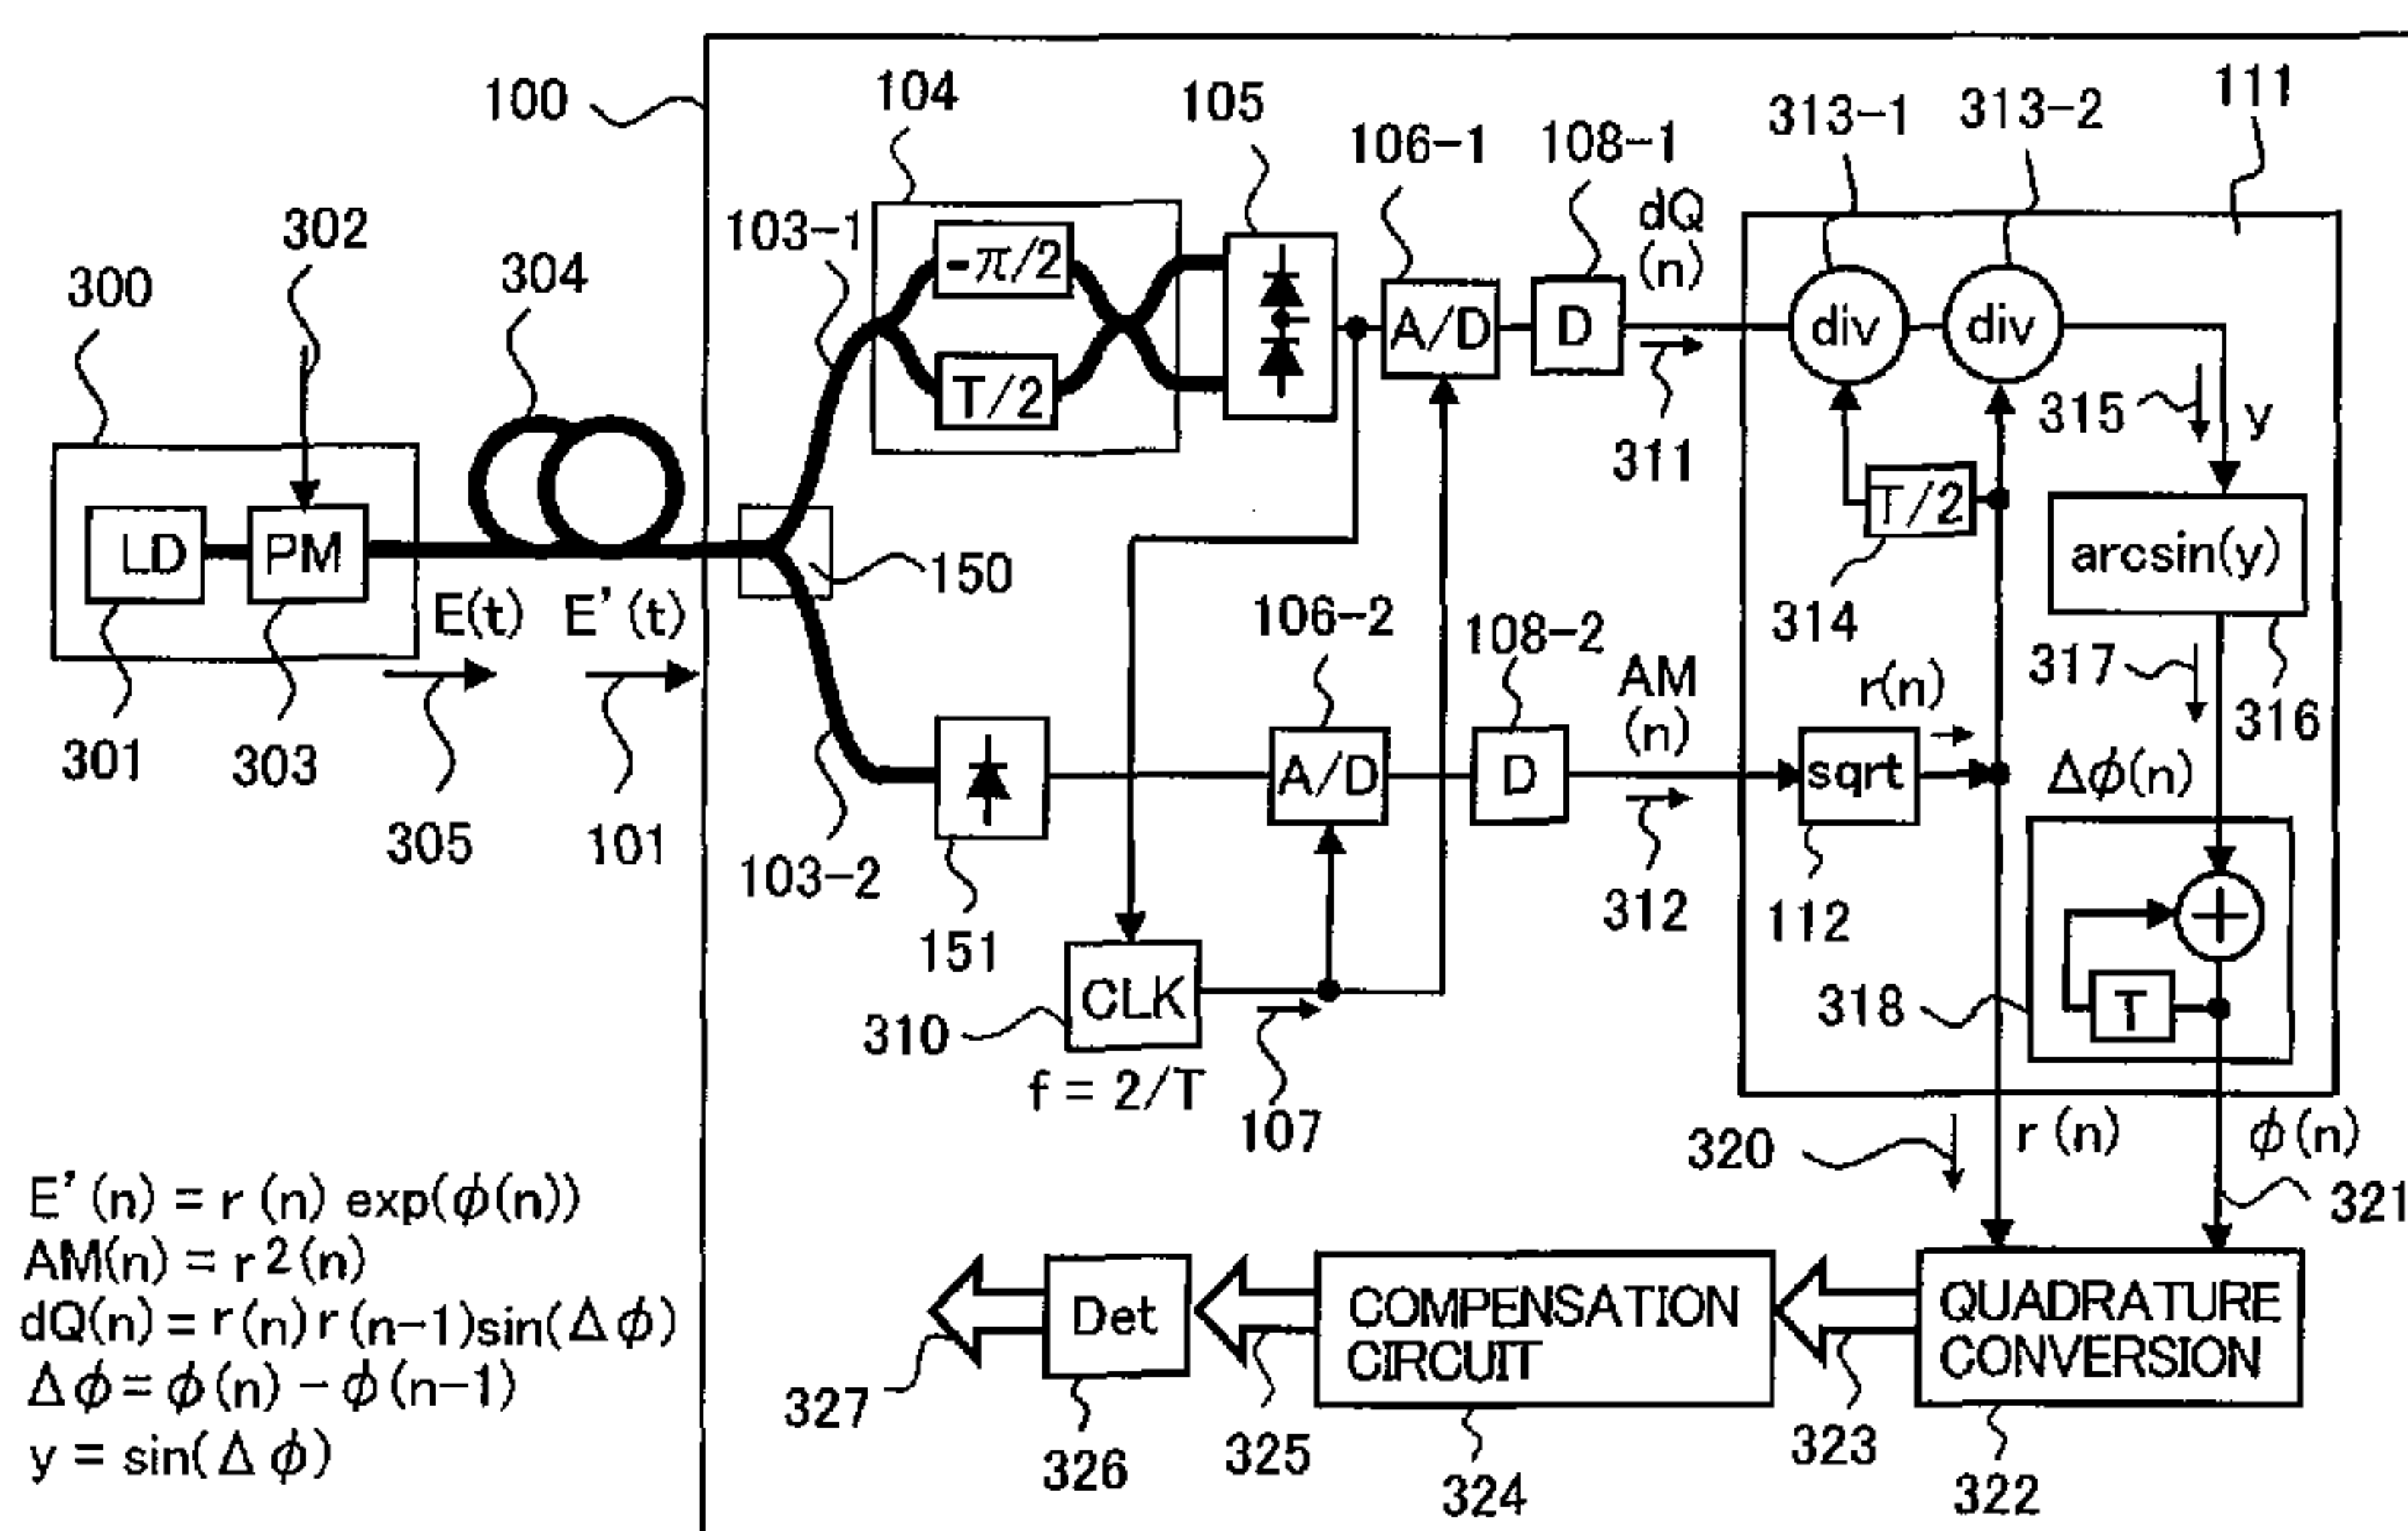 100
104
105
106-1
108-1
dQ
(n)
313-1
313-2
111
300
302
304
103-1
-π/2
T/2
A/D
D
div
div
311
315
y
T/2
314
arcsin(y)
316
317
LD
PM
E(t)
E'(t)
150
106-2
108-2
AM
(n)
r(n)
Δϕ(n)
301
303
305
101
103-2
151
A/D
D
312
sqrt
112
CLK
310
f = 2/T
107
318
T
320
r (n)
ϕ (n)
321
E' (n) = r (n) exp(ϕ(n))
AM(n) = r 2 (n)
dQ(n) = r (n) r (n-1)sin(Δϕ)
Δϕ = ϕ (n) - ϕ (n-1)
y = sin(Δϕ)
327
Det
326
325
COMPENSATION
CIRCUIT
324
323
QUADRATURE
CONVERSION
322